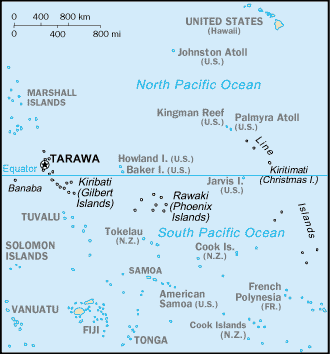 0 400 800 km
0 400 800 mi
UNITED STATES
(Hawaii)
Johnston Atoll
(U.S.)
North Pacific Ocean
MARSHALL
ISLANDS
Kingman Reef
(U.S.)
Palmyra Atoll
(U.S.)
Line
TARAWA
Howland I. (U.S.)
Equator
Baker I. (U.S.)
Kiritimati
(Christmas I.)
Jarvis I.
(U.S.)
Banaba
Kiribati
(Gilbert
Islands)
Rawaki
(Phoenix
Islands)
Islands
TUVALU
Tokelau
(N.Z.)
South Pacific Ocean
SOLOMON
ISLANDS
Cook Is.
(N.Z.)
SAMOA
American
Samoa (U.S.)
French
Polynesia
(FR.)
VANUATU
FIJI
Cook Islands
(N.Z.)
TONGA